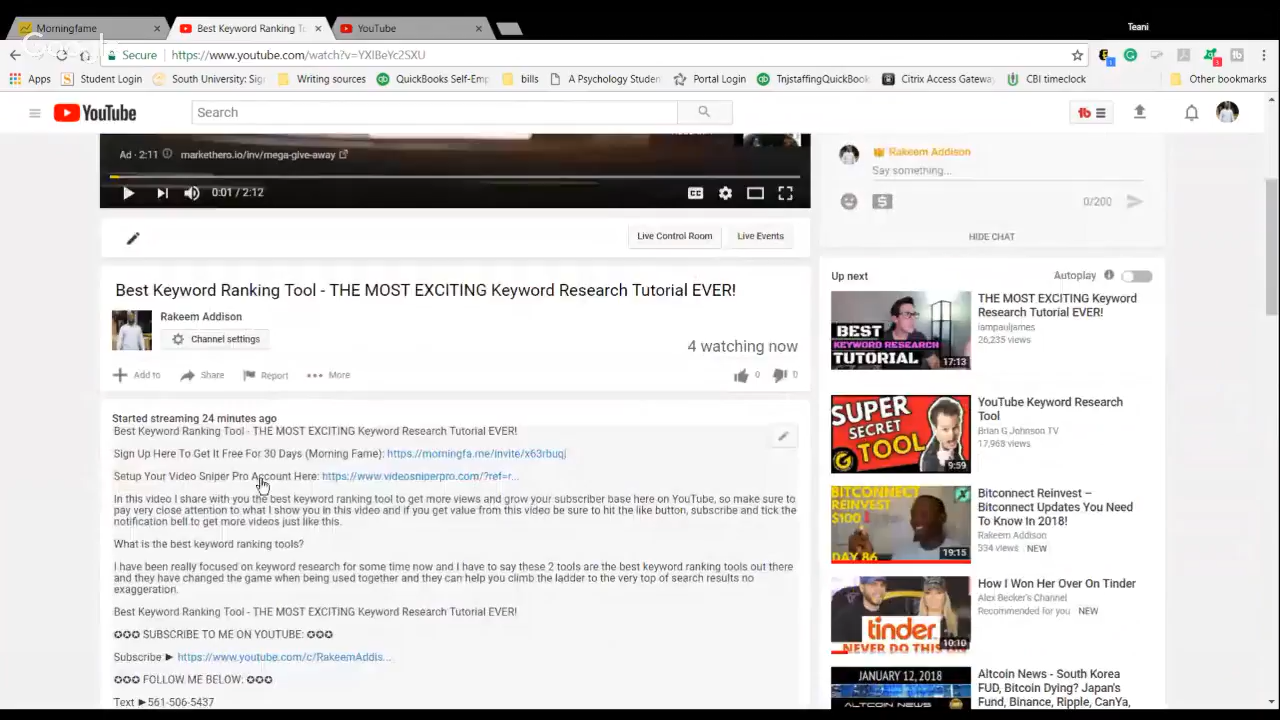 Teani
Morningfame
Best Keyword Ranking To
YouTube
Secure
https://www.youtube.com/watch?v=YXlBeYc2SXU
Apps
Student Login
South University: Sig
Writing sources
QuickBooks Self-Emp
bills
A Psychology Studen
Portal Login
TnjstaffingQuickBook
Citrix Access Gateway
CBI timeclock
Other bookmarks
YouTube
Search
Ad · 2:11
markethero.io/inv/mega-give-away
0:01 / 2:12
CC
Rakeem Addison
Say something...
0/200
HIDE CHAT
Live Control Room
Live Events
Best Keyword Ranking Tool - THE MOST EXCITING Keyword Research Tutorial EVER!
Rakeem Addison
Channel settings
4 watching now
Add to
Share
Report
More
0
0
Started streaming 24 minutes ago
Best Keyword Ranking Tool - THE MOST EXCITING Keyword Research Tutorial EVER!
Sign Up Here To Get It Free For 30 Days (Morning Fame): https://morningfa.me/invite/x63rbuqj
Setup Your Video Sniper Pro Account Here: https://www.videosniperpro.com/?ref=r...
In this video I share with you the best keyword ranking tool to get more views and grow your subscriber base here on YouTube, so make sure to
pay very close attention to what I show you in this video and if you get value from this video be sure to hit the like button, subscribe and tick the
notification bell to get more videos just like this.
What is the best keyword ranking tools?
I have been really focused on keyword research for some time now and I have to say these 2 tools are the best keyword ranking tools out there
and they have changed the game when being used together and they can help you climb the ladder to the very top of search results no
exaggeration.
Best Keyword Ranking Tool - THE MOST EXCITING Keyword Research Tutorial EVER!
✪✪✪ SUBSCRIBE TO ME ON YOUTUBE: ✪✪✪
Subscribe ► https://www.youtube.com/c/RakeemAddis...
✪✪✪ FOLLOW ME BELOW: ✪✪✪
Up next
Autoplay
BEST
KEYWORD RESEARCH
TUTORIAL
17:13
THE MOST EXCITING Keyword
Research Tutorial EVER!
iampauljames
26,235 views
SUPER
SECRET
TOOL
9:59
YouTube Keyword Research
Tool
Brian G Johnson TV
17,968 views
BITCONNECT
REINVEST
$100
DAY 86
19:15
Bitconnect Reinvest –
Bitconnect Updates You Need
To Know In 2018!
Rakeem Addison
334 views NEW
tinder
NEVER DO THIS
10:10
How I Won Her Over On Tinder
Alex Becker's Channel
Recommended for you NEW
JANUARY 12, 2018
ALTCOIN NEWS
Altcoin News - South Korea
FUD, Bitcoin Dying? Japan's
Fund, Binance, Ripple, CanYa,